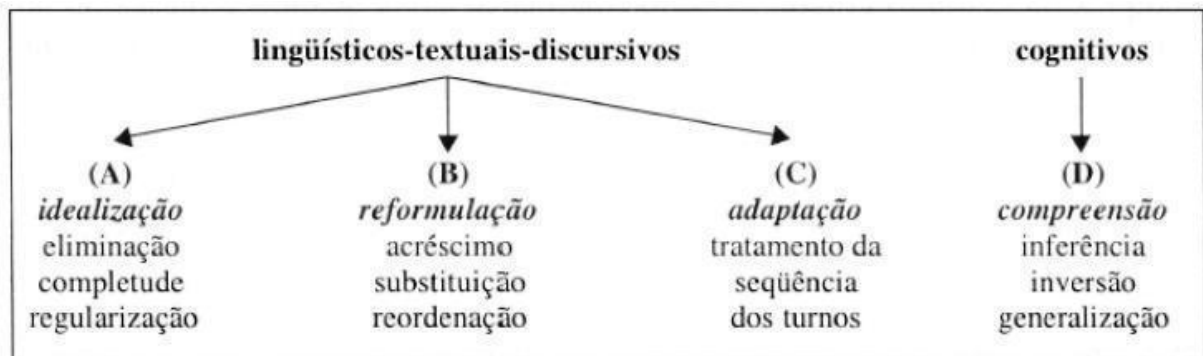 lingüísticos-textuais-discursivos cognitivos
(A) (B) (C) (D)
idealização reformulação adaptação compreensão
eliminação acréscimo tratamento da inferência
completude substituição seqüência inversão
regularização reordenação dos turnos generalização